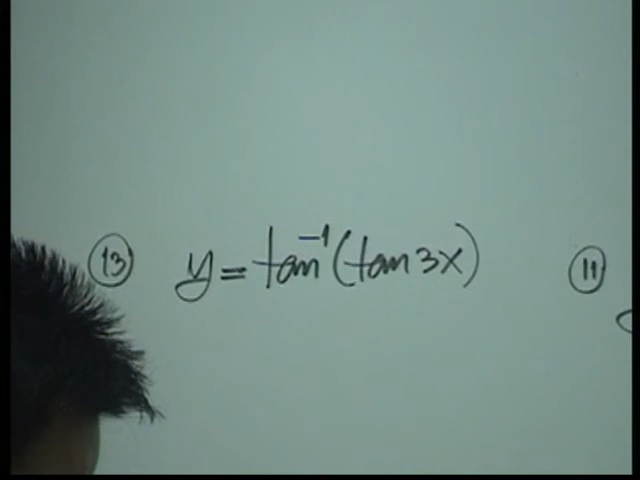 (13) y = tan⁻¹(tan 3x)
(11)